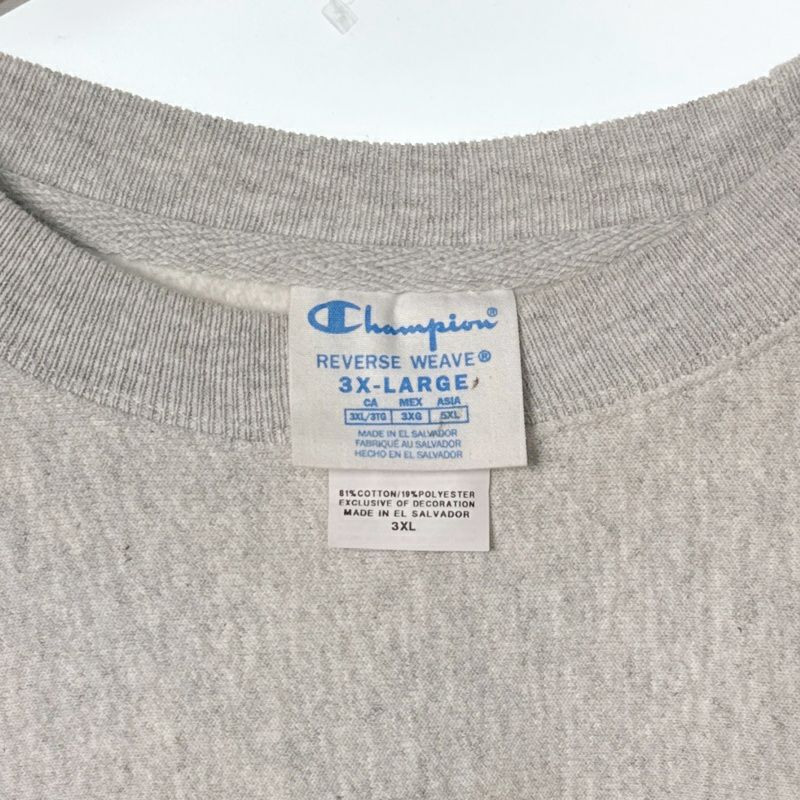 Champion®
REVERSE WEAVE®
3X-LARGE
CA MEX ASIA
3XL/3TG 3XG 5XL
MADE IN EL SALVADOR
FABRIQUÉ AU SALVADOR
HECHO EN EL SALVADOR
81%COTTON/19%POLYESTER
EXCLUSIVE OF DECORATION
MADE IN EL SALVADOR
3XL